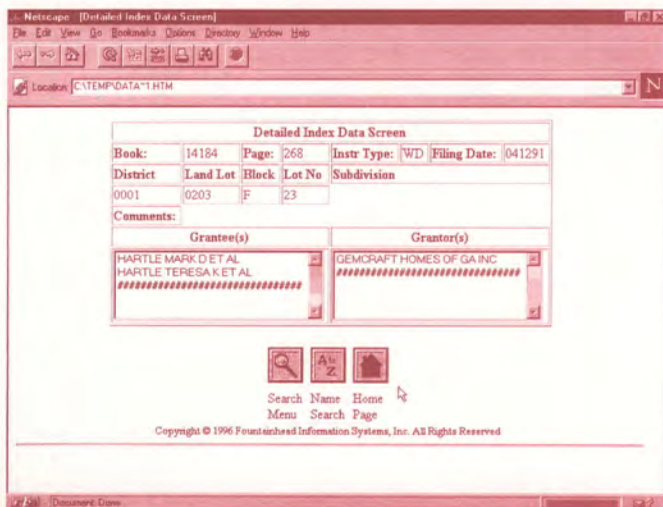 Netscape [Detailed Index Data Screen]
File Edit View Go Bookmarks Options Directory Window Help
Location: C:\TEMP\DATA~1.HTM
N
Detailed Index Data Screen
Book: 14184 Page: 268 Instr Type: WD Filing Date: 041291
District Land Lot Block Lot No Subdivision
0001 0203 F 23
Comments:
Grantee(s) Grantor(s)
HARTLE MARK D ET AL GEMCRAFT HOMES OF GA INC
HARTLE TERESA K ET AL ################################
################################
A to Z
Search Name Home
Menu Search Page
Copyright © 1996 Fountainhead Information Systems, Inc. All Rights Reserved
Document: Done